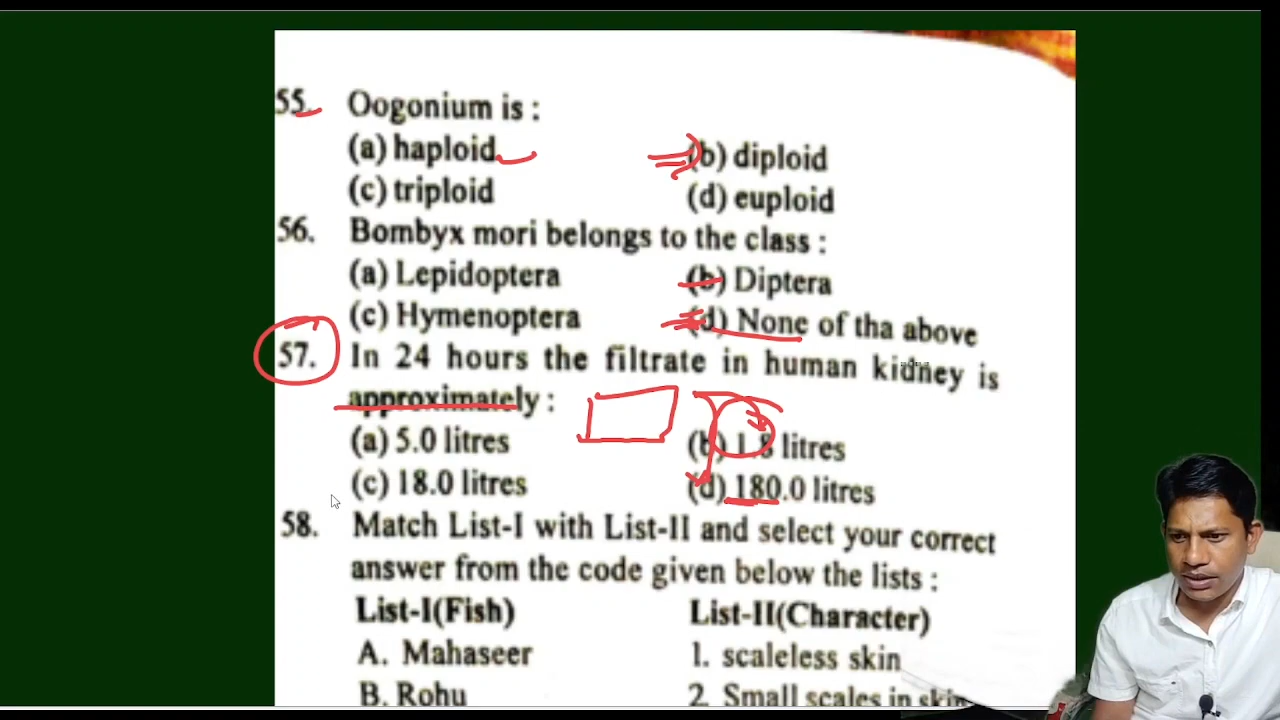 55. Oogonium is :
(a) haploid (b) diploid
(c) triploid (d) euploid
56. Bombyx mori belongs to the class :
(a) Lepidoptera (b) Diptera
(c) Hymenoptera (d) None of tha above
57. In 24 hours the filtrate in human kidney is
approximately :
(a) 5.0 litres (b) 1.8 litres
(c) 18.0 litres (d) 180.0 litres
58. Match List-I with List-II and select your correct
answer from the code given below the lists :
List-I(Fish) List-II(Character)
A. Mahaseer 1. scaleless skin
B. Rohu 2. Small scales in skin